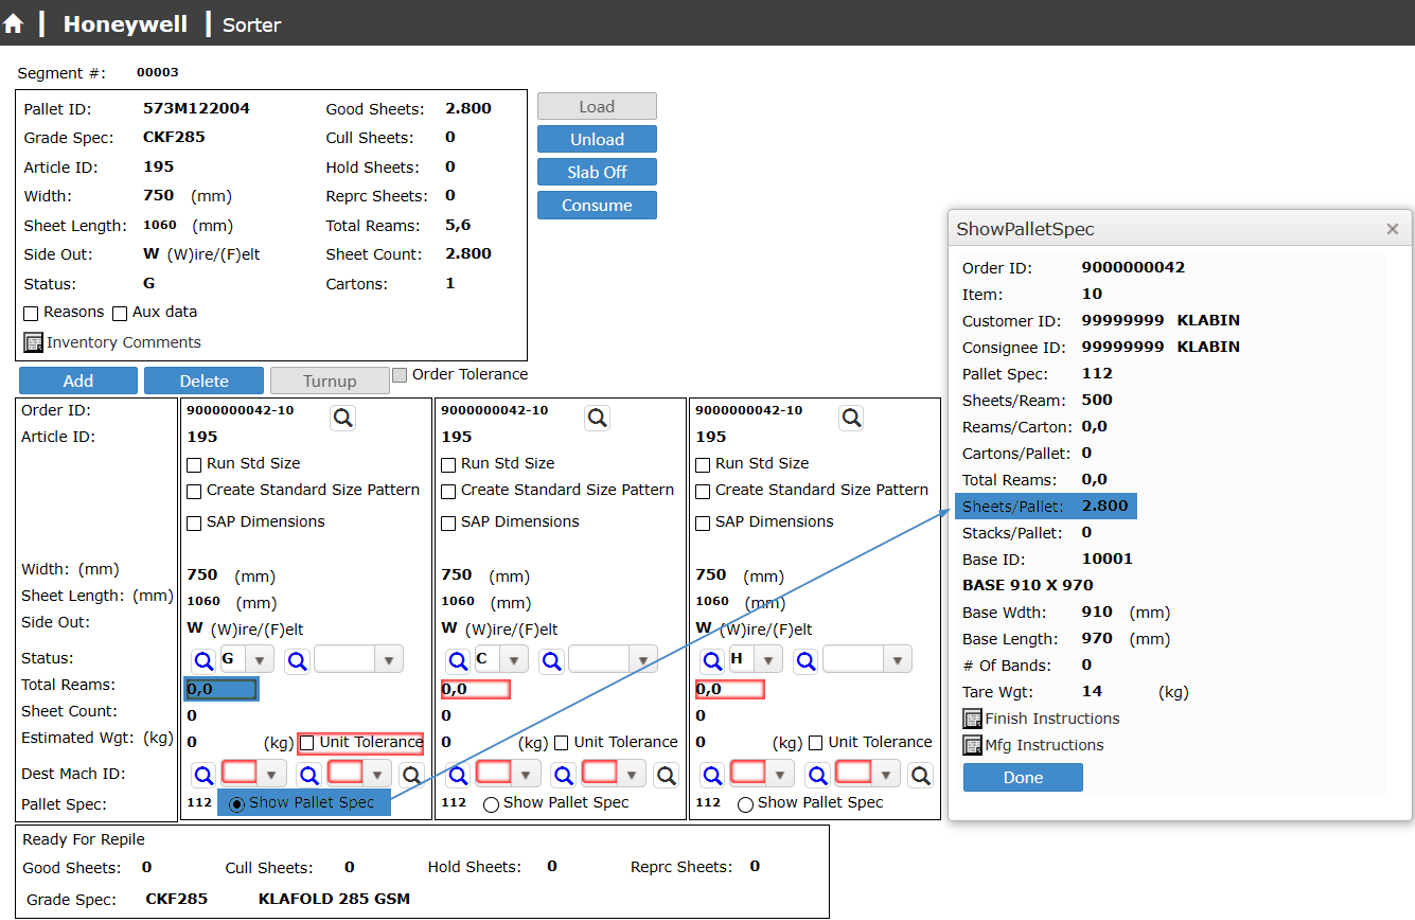 Honeywell Sorter
Segment #: 00003
Pallet ID: 573M122004 Good Sheets: 2.800
Grade Spec: CKF285 Cull Sheets: 0
Article ID: 195 Hold Sheets: 0
Width: 750 (mm) Reprc Sheets: 0
Sheet Length: 1060 (mm) Total Reams: 5,6
Side Out: W (W)ire/(F)elt Sheet Count: 2.800
Status: G Cartons: 1
Reasons Aux data
Inventory Comments
Load
Unload
Slab Off
Consume
Add Delete Turnup Order Tolerance
Order ID: 9000000042-10 9000000042-10 9000000042-10
Article ID: 195 195 195
Run Std Size Run Std Size Run Std Size
Create Standard Size Pattern Create Standard Size Pattern Create Standard Size Pattern
SAP Dimensions SAP Dimensions SAP Dimensions
Width: (mm) 750 (mm) 750 (mm) 750 (mm)
Sheet Length: (mm) 1060 (mm) 1060 (mm) 1060 (mm)
Side Out: W (W)ire/(F)elt W (W)ire/(F)elt W (W)ire/(F)elt
Status: G C H
Total Reams: 0,0 0,0 0,0
Sheet Count: 0 0 0
Estimated Wgt: (kg) 0 (kg) Unit Tolerance 0 (kg) Unit Tolerance 0 (kg) Unit Tolerance
Dest Mach ID:
Pallet Spec: 112 Show Pallet Spec 112 Show Pallet Spec 112 Show Pallet Spec
Ready For Repile
Good Sheets: 0 Cull Sheets: 0 Hold Sheets: 0 Reprc Sheets: 0
Grade Spec: CKF285 KLAFOLD 285 GSM
ShowPalletSpec
Order ID: 9000000042
Item: 10
Customer ID: 99999999 KLABIN
Consignee ID: 99999999 KLABIN
Pallet Spec: 112
Sheets/Ream: 500
Reams/Carton: 0,0
Cartons/Pallet: 0
Total Reams: 0,0
Sheets/Pallet: 2.800
Stacks/Pallet: 0
Base ID: 10001
BASE 910 X 970
Base Wdth: 910 (mm)
Base Length: 970 (mm)
# Of Bands: 0
Tare Wgt: 14 (kg)
Finish Instructions
Mfg Instructions
Done